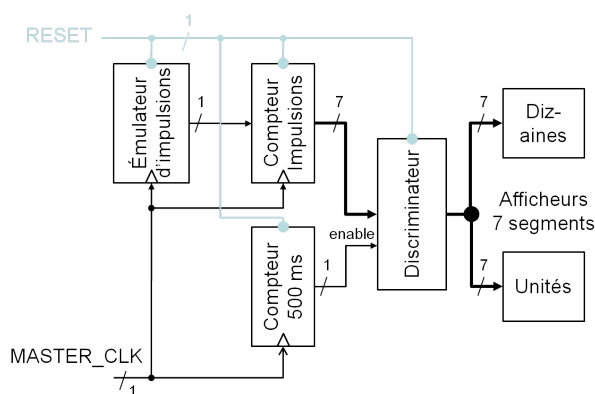 RESET
1
Émulateur
d'impulsions
1
Compteur
Impulsions
7
Discriminateur
7
Diz-
aines
Afficheurs
7 segments
enable
Compteur
500 ms
1
7
Unités
MASTER_CLK
1